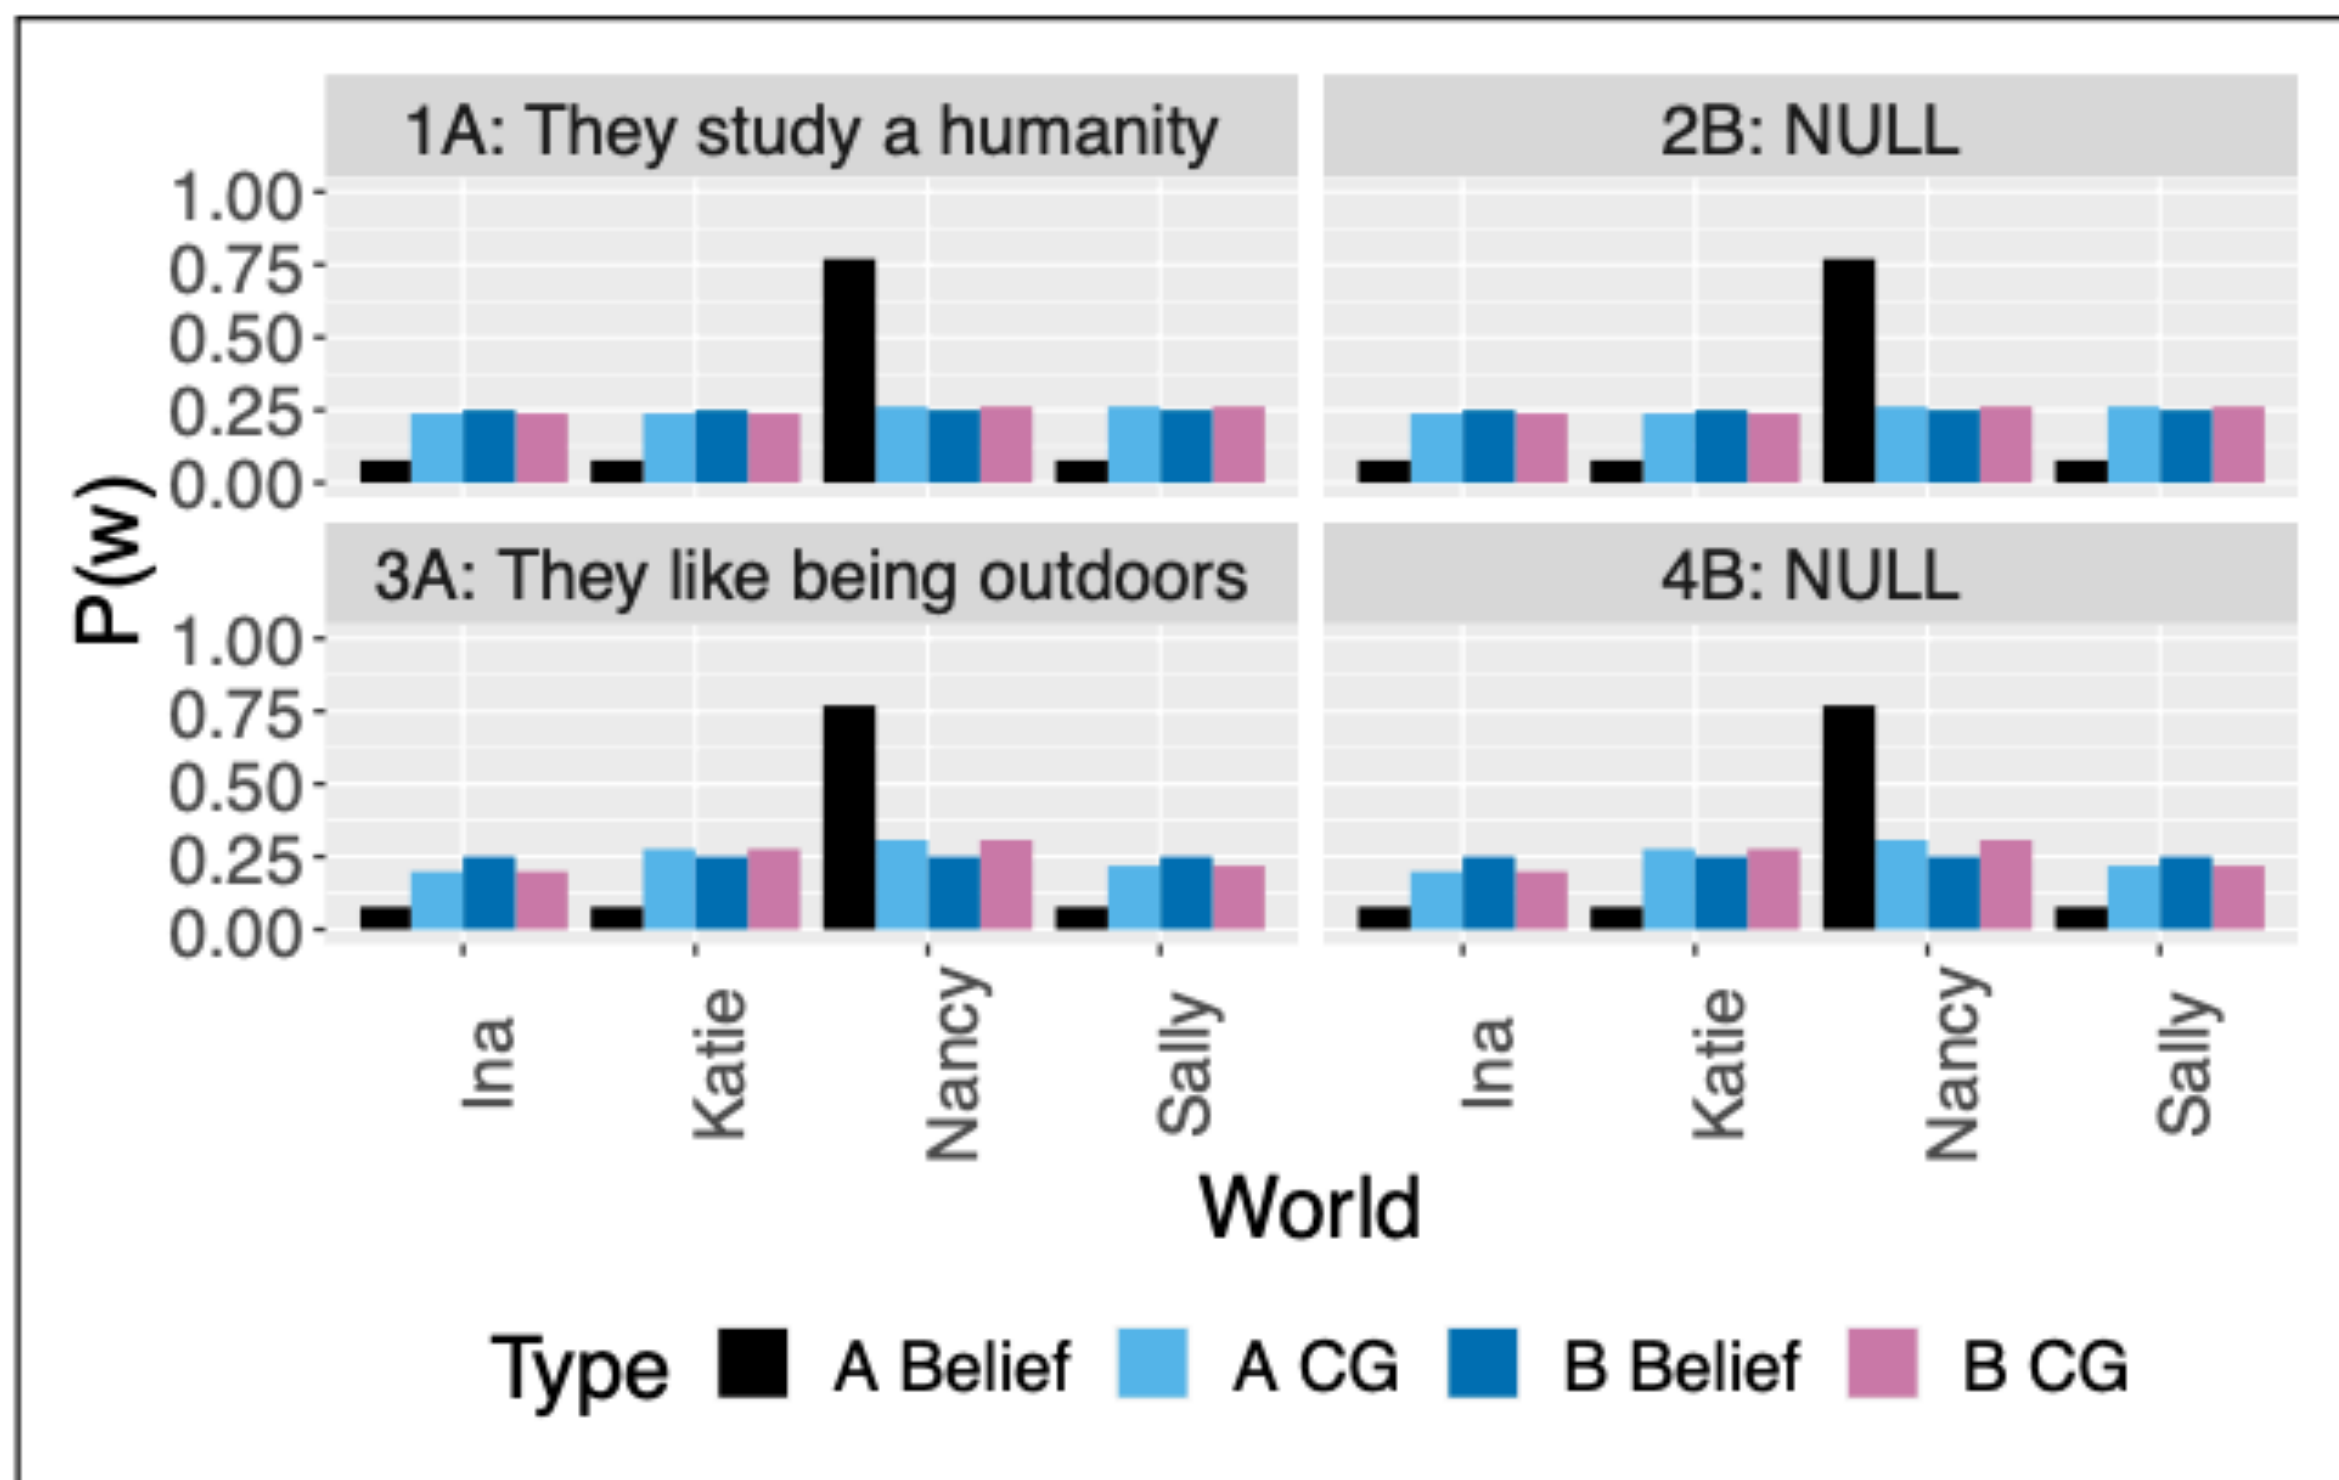 1A: They study a humanity
2B: NULL
1.00
0.75
0.50
0.25
0.00
P(w)
3A: They like being outdoors
4B: NULL
1.00
0.75
0.50
0.25
0.00
Ina
Katie
Nancy
Sally
Ina
Katie
Nancy
Sally
World
Type A Belief A CG B Belief B CG